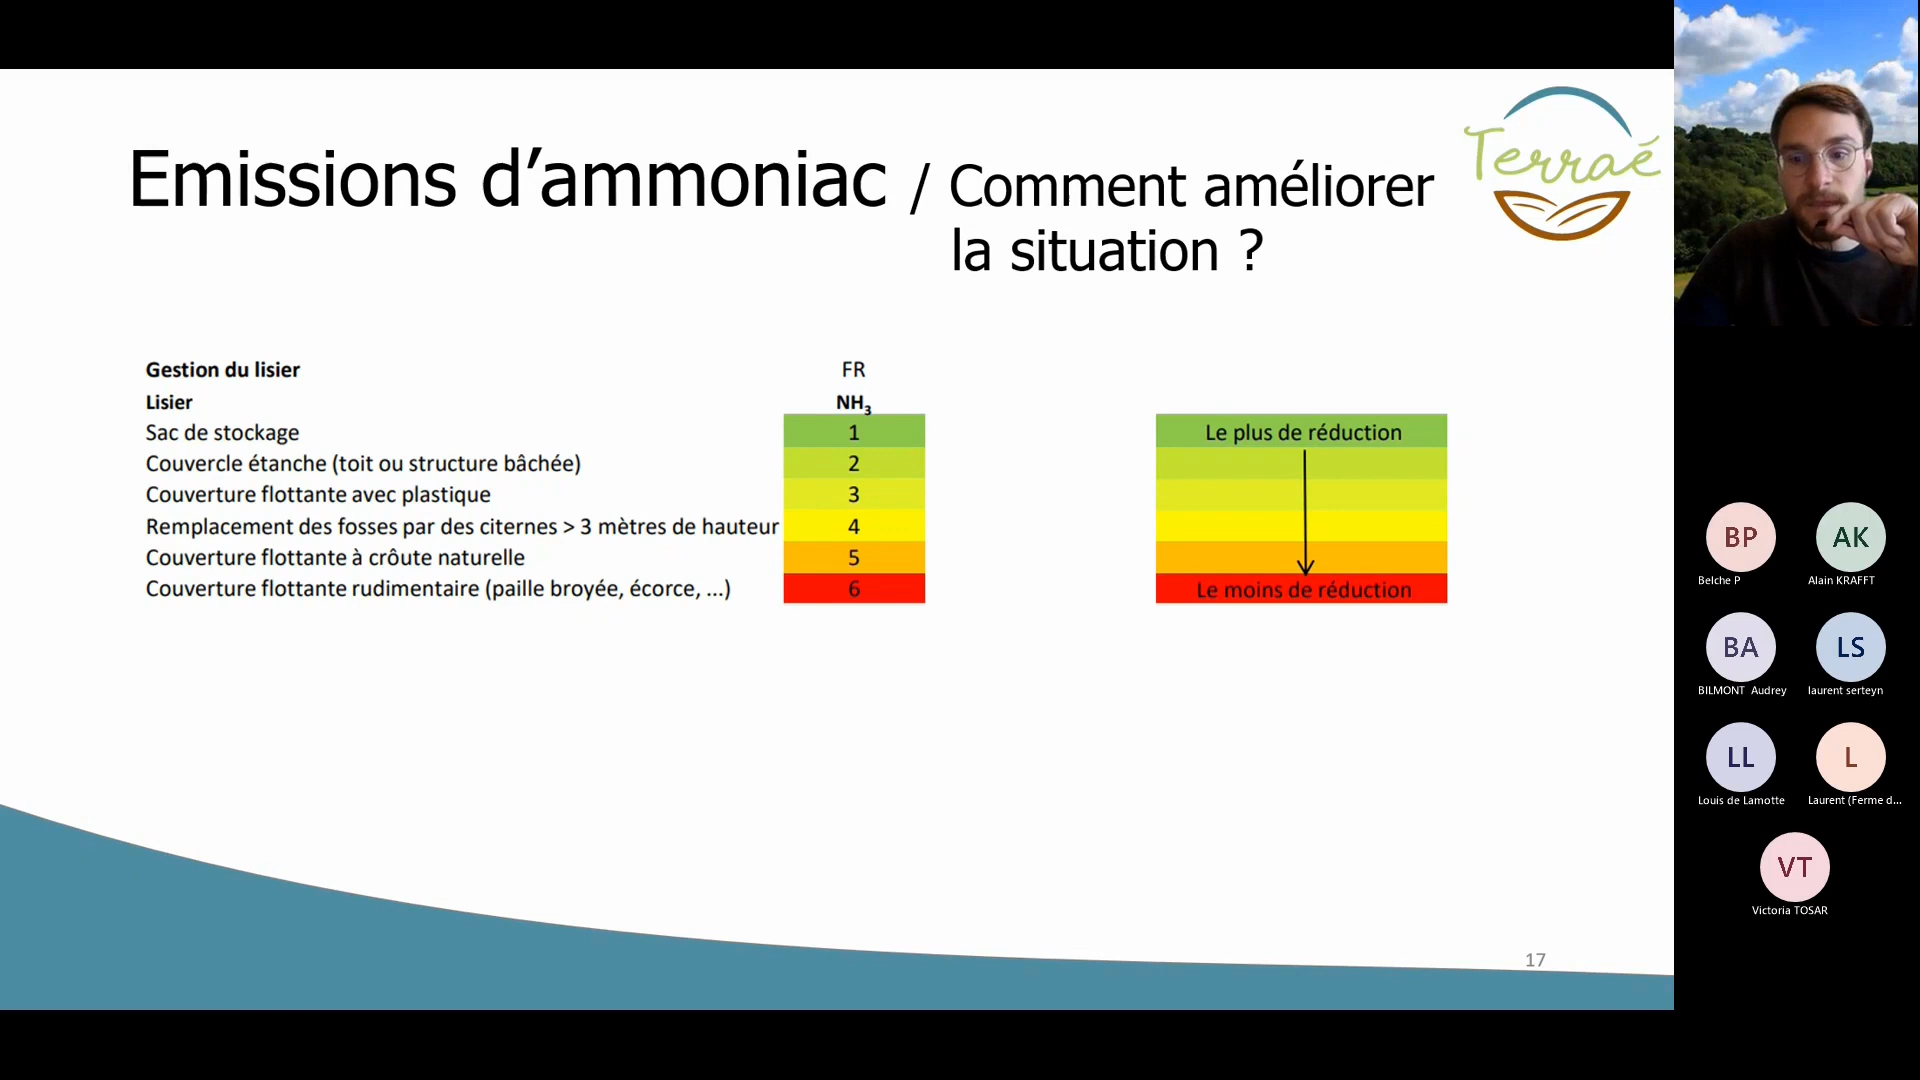 Terraé
Emissions d’ammoniac / Comment améliorer
la situation ?
Gestion du lisier FR
Lisier NH3
Sac de stockage 1
Couvercle étanche (toit ou structure bâchée) 2
Couverture flottante avec plastique 3
Remplacement des fosses par des citernes > 3 mètres de hauteur 4
Couverture flottante à crôute naturelle 5
Couverture flottante rudimentaire (paille broyée, écorce, ...) 6
Le plus de réduction
Le moins de réduction
17
BP
Belche P
AK
Alain KRAFFT
BA
BILMONT Audrey
LS
laurent serteyn
LL
Louis de Lamotte
L
Laurent (Ferme d...
VT
Victoria TOSAR